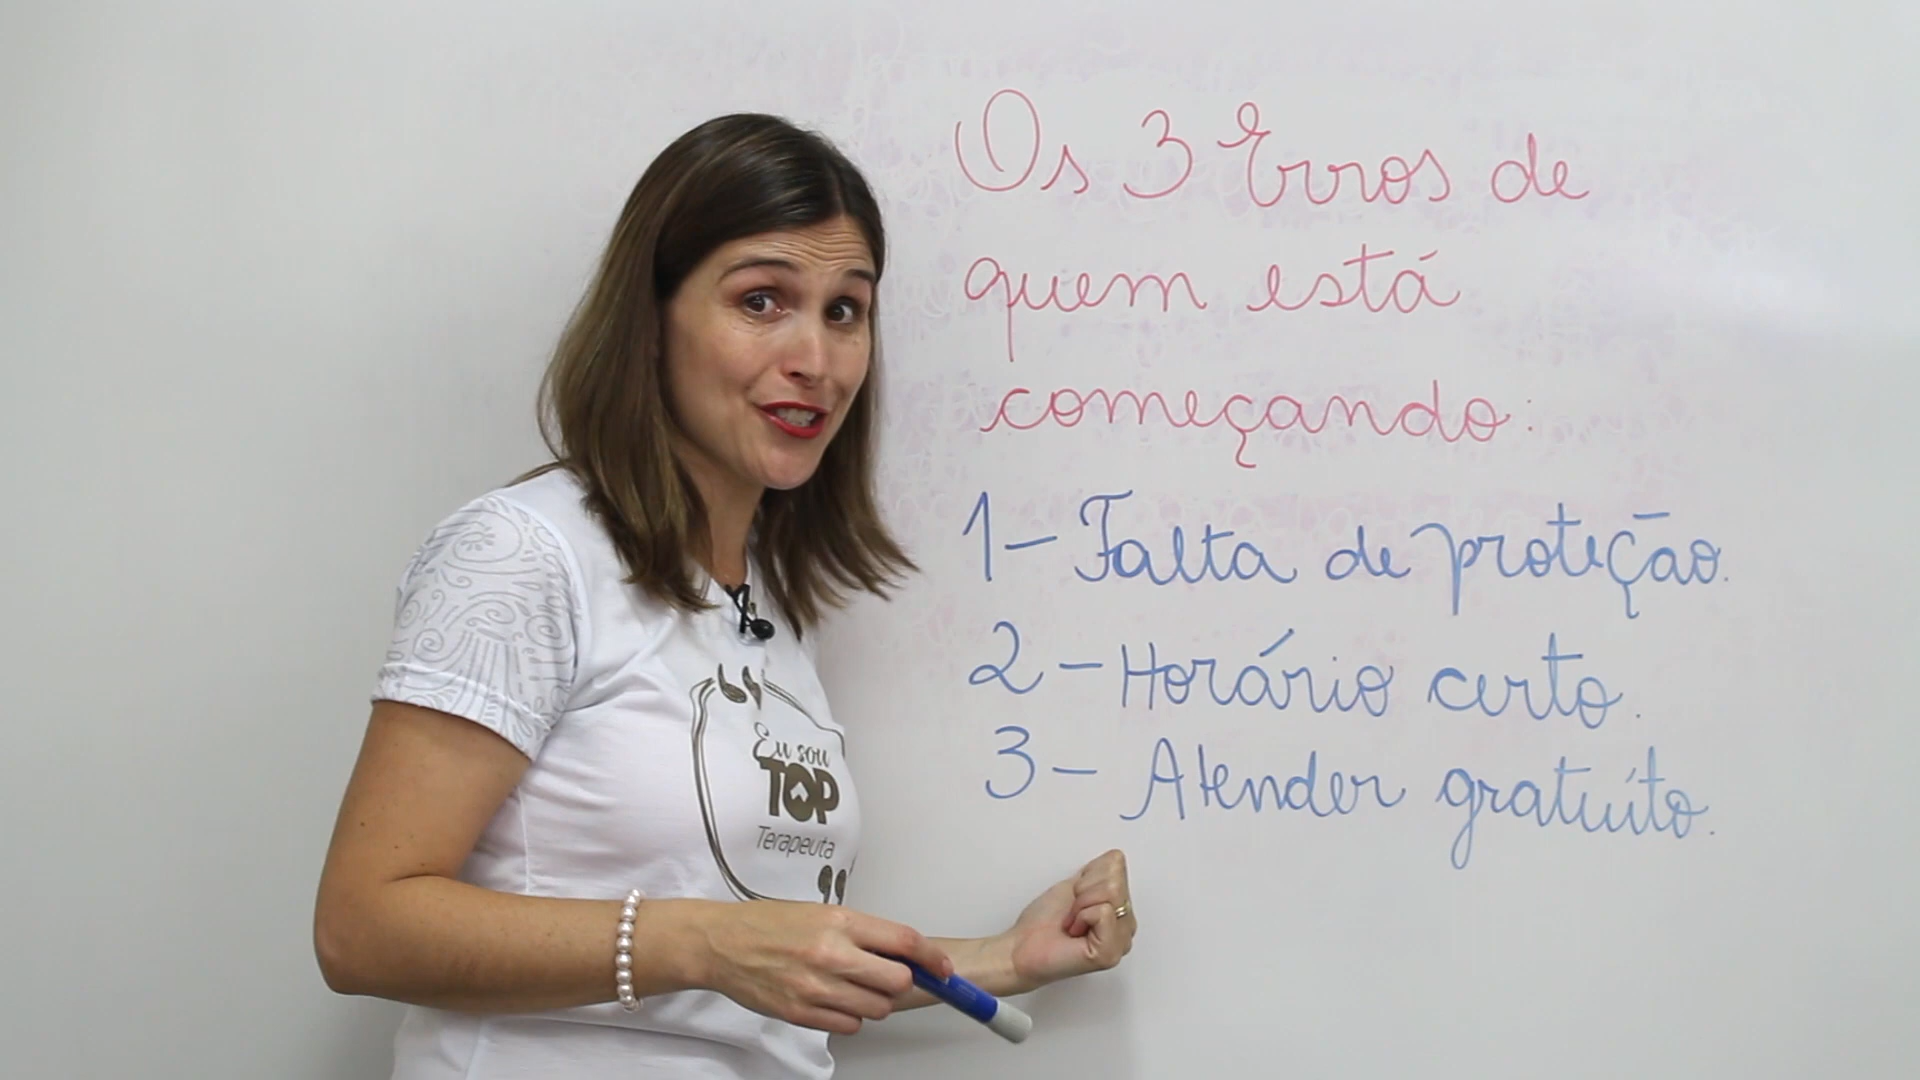 Os 3 Erros de
quem está
começando:
1- Falta de proteção.
2- Horário certo.
3- Atender gratuíto.
Eu sou
TOP
Terapeuta